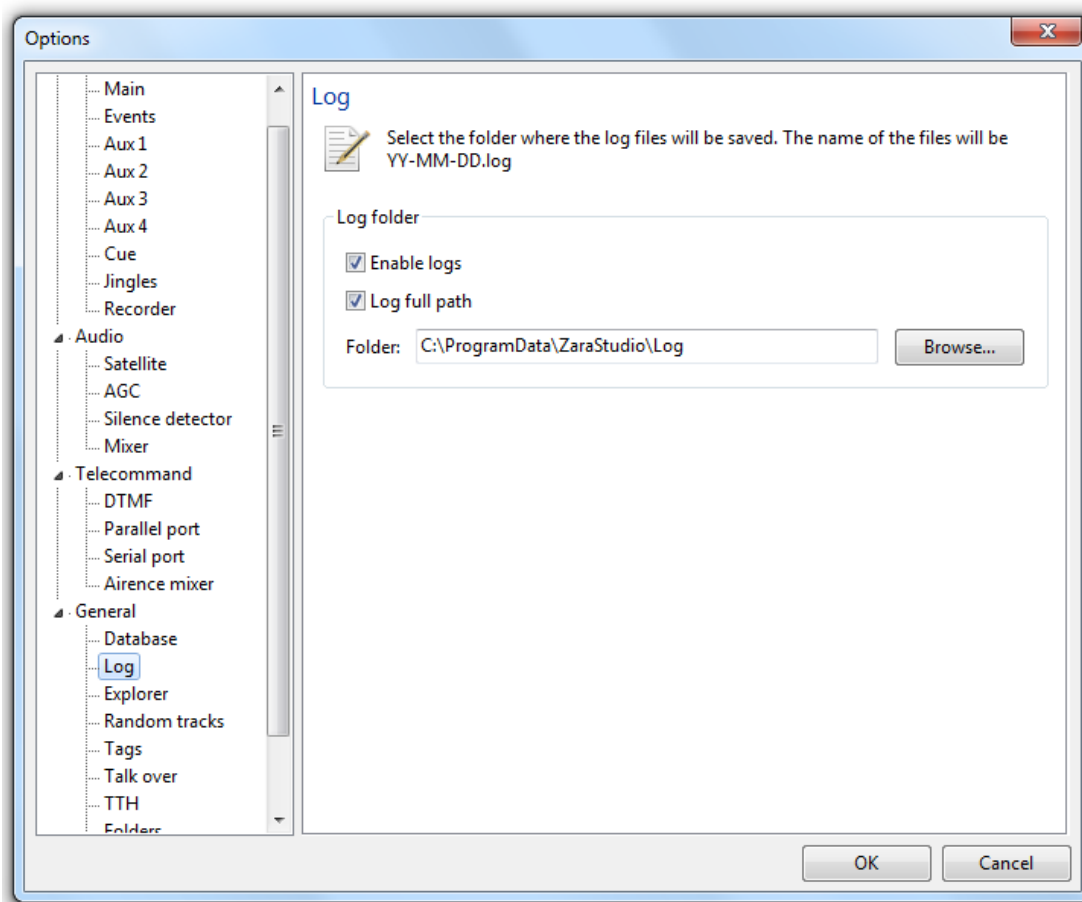 Options
Main
Events
Aux 1
Aux 2
Aux 3
Aux 4
Cue
Jingles
Recorder
Audio
Satellite
AGC
Silence detector
Mixer
Telecommand
DTMF
Parallel port
Serial port
Airence mixer
General
Database
Log
Explorer
Random tracks
Tags
Talk over
TTH
Folders
Log
Select the folder where the log files will be saved. The name of the files will be
YY-MM-DD.log
Log folder
Enable logs
Log full path
Folder: C:\ProgramData\ZaraStudio\Log Browse...
OK Cancel